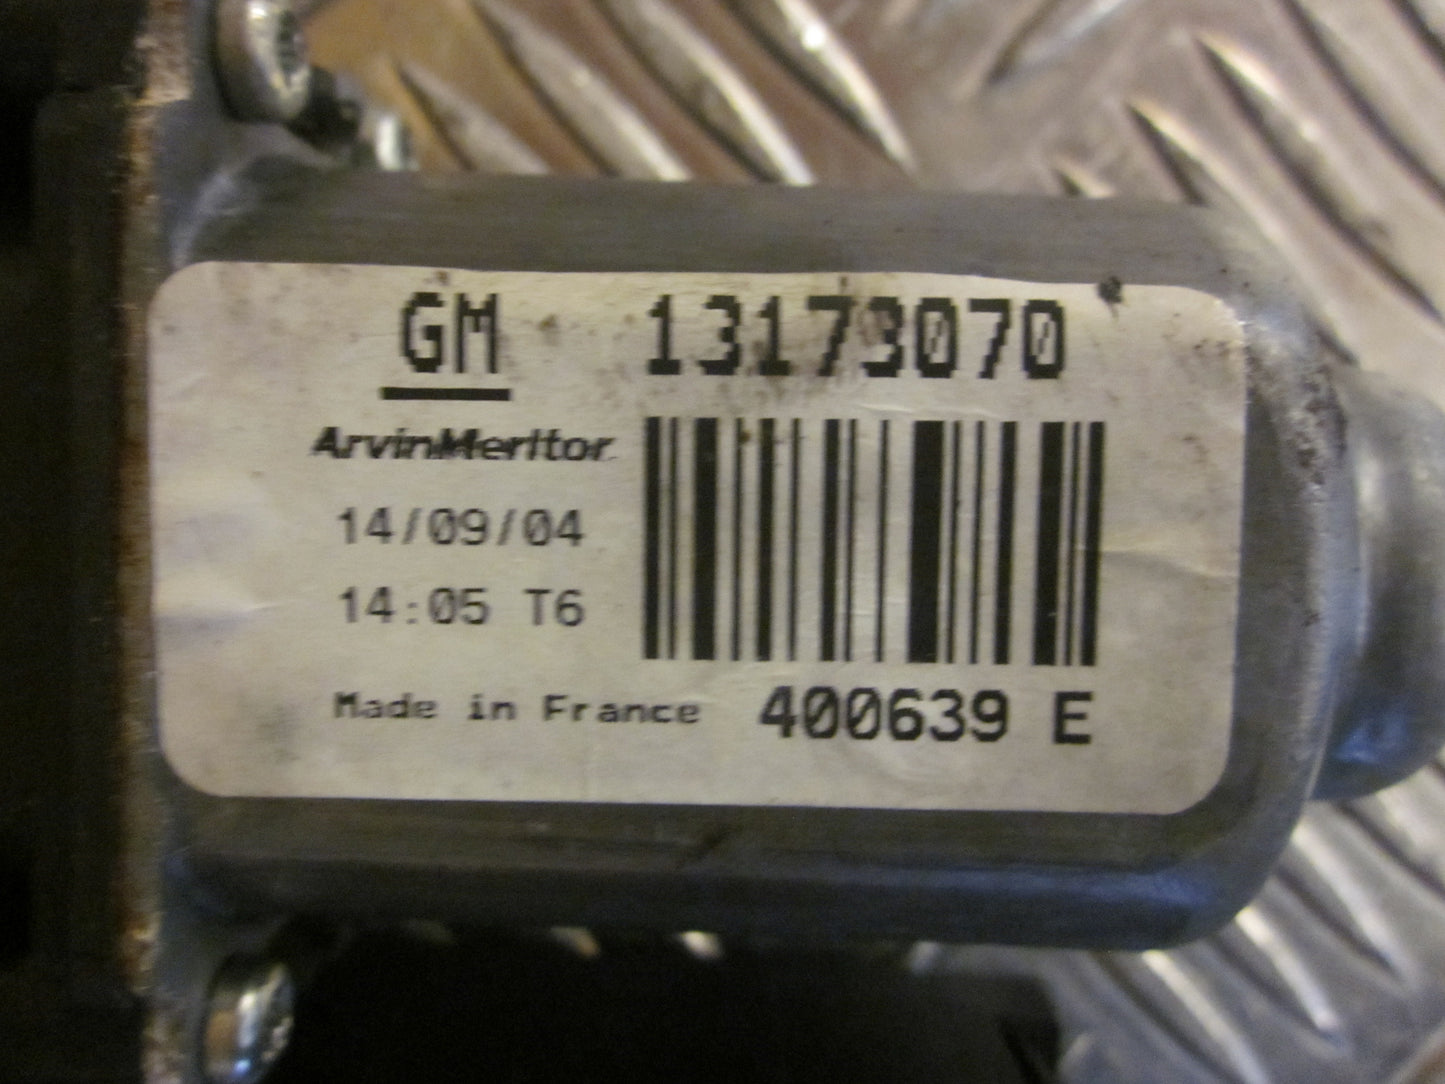 GM 13173070
ArvinMeritor
14/09/04
14:05 T6
Made in France 400639 E